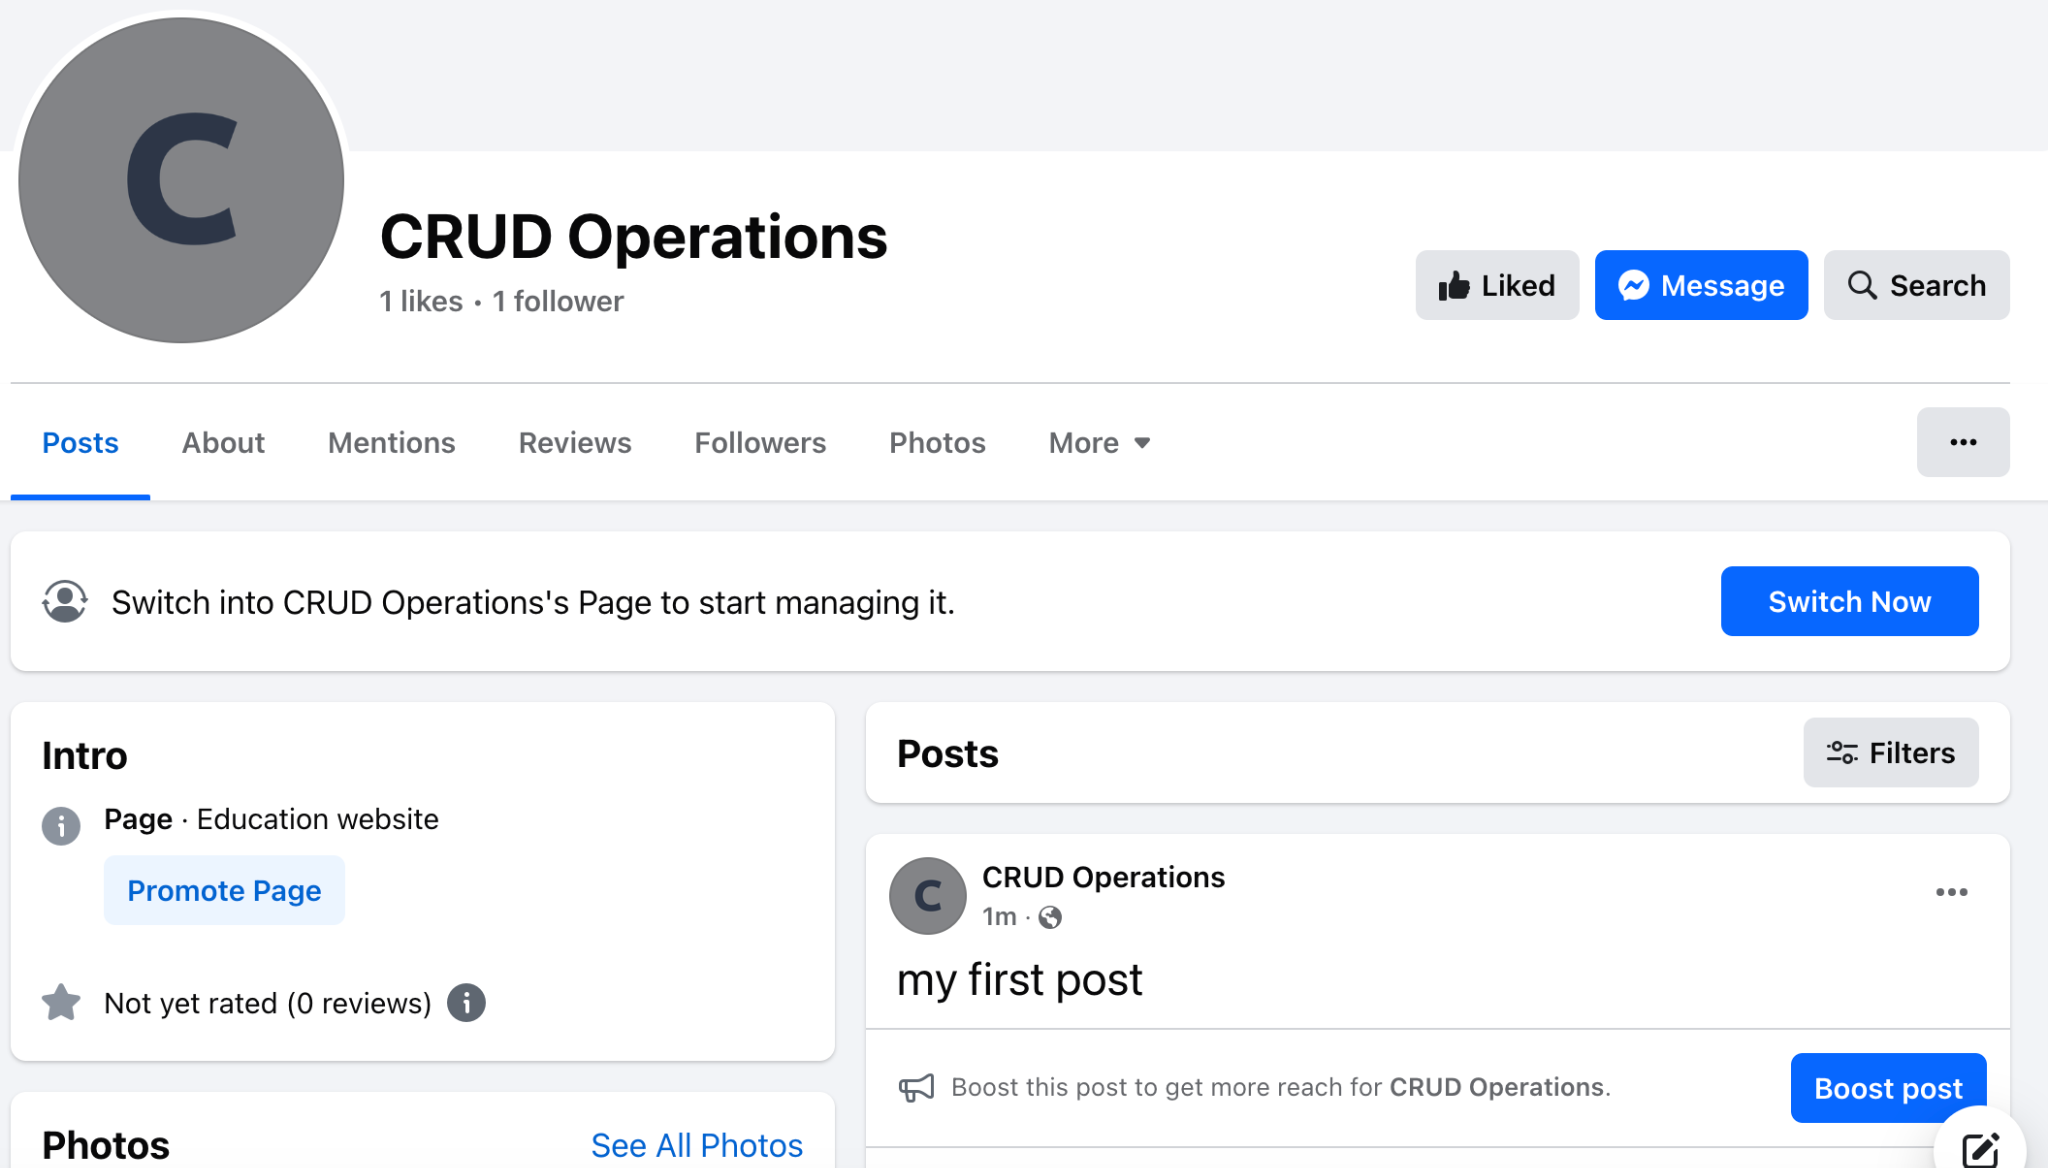 C
CRUD Operations
1 likes • 1 follower
Liked
Message
Search
Posts
About
Mentions
Reviews
Followers
Photos
More
Switch into CRUD Operations's Page to start managing it.
Switch Now
Intro
Page · Education website
Promote Page
Not yet rated (0 reviews)
Photos
See All Photos
Posts
Filters
C
CRUD Operations
1m ·
my first post
Boost this post to get more reach for CRUD Operations.
Boost post